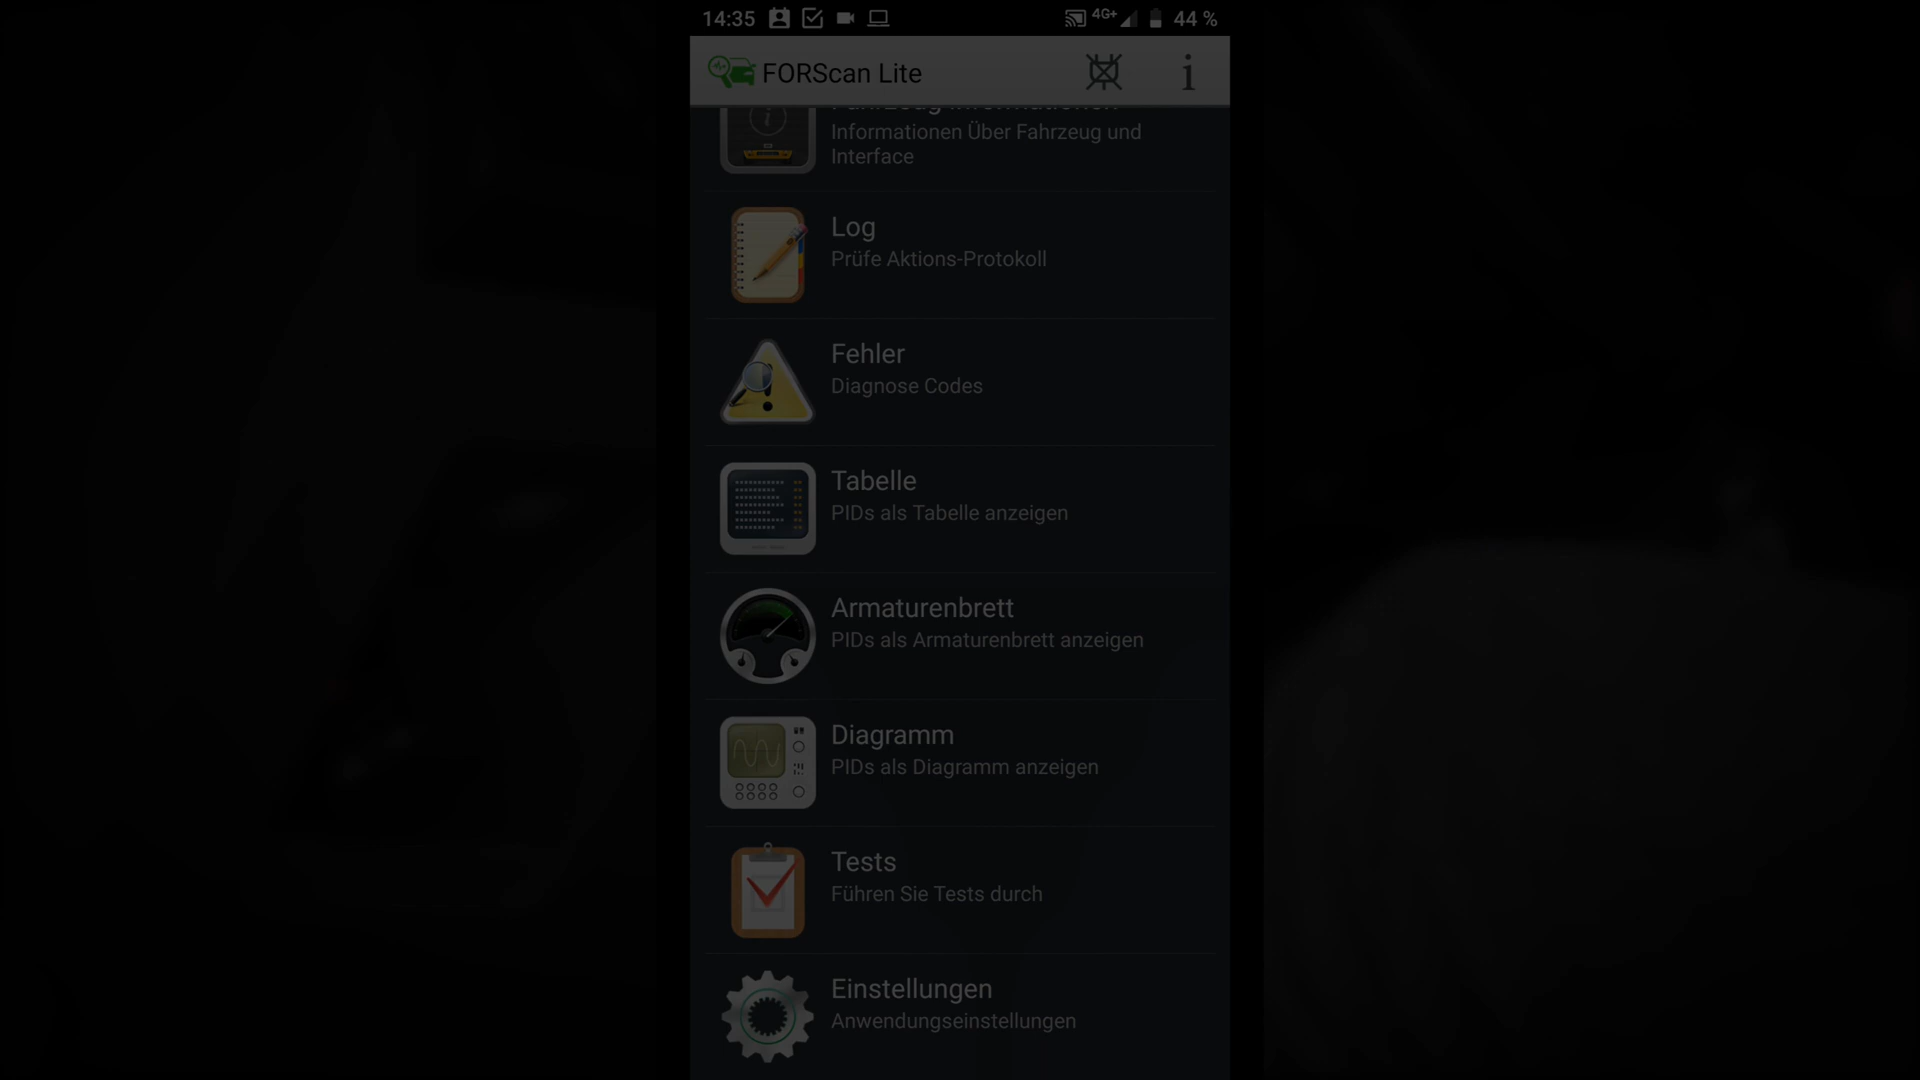 14:35
4G+
44 %
FORScan Lite
i
Fahrzeug Informationen
Informationen Über Fahrzeug und
Interface
Log
Prüfe Aktions-Protokoll
Fehler
Diagnose Codes
Tabelle
PIDs als Tabelle anzeigen
Armaturenbrett
PIDs als Armaturenbrett anzeigen
Diagramm
PIDs als Diagramm anzeigen
Tests
Führen Sie Tests durch
Einstellungen
Anwendungseinstellungen